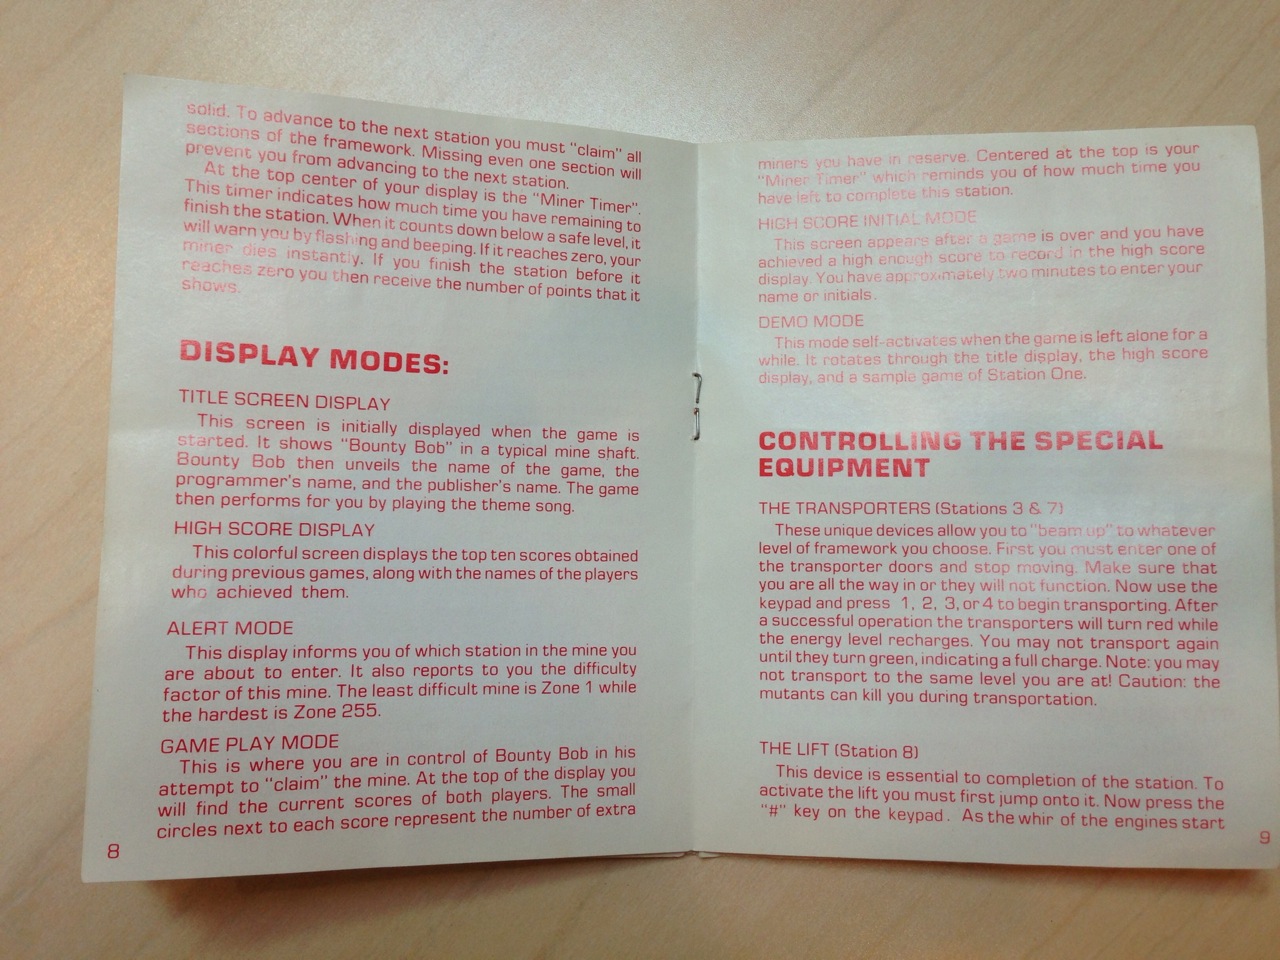 solid. To advance to the next station you must "claim" all
sections of the framework. Missing even one section will
prevent you from advancing to the next station.
At the top center of your display is the "Miner Timer".
This timer indicates how much time you have remaining to
finish the station. When it counts down below a safe level, it
will warn you by flashing and beeping. If it reaches zero, your
miner dies instantly. If you finish the station before it
reaches zero you then receive the number of points that it
shows.
DISPLAY MODES:
TITLE SCREEN DISPLAY
This screen is initially displayed when the game is
started. It shows "Bounty Bob" in a typical mine shaft.
Bounty Bob then unveils the name of the game, the
programmer's name, and the publisher's name. The game
then performs for you by playing the theme song.
HIGH SCORE DISPLAY
This colorful screen displays the top ten scores obtained
during previous games, along with the names of the players
who achieved them.
ALERT MODE
This display informs you of which station in the mine you
are about to enter. It also reports to you the difficulty
factor of this mine. The least difficult mine is Zone 1 while
the hardest is Zone 255.
GAME PLAY MODE
This is where you are in control of Bounty Bob in his
attempt to "claim" the mine. At the top of the display you
will find the current scores of both players. The small
circles next to each score represent the number of extra
8
miners you have in reserve. Centered at the top is your
"Miner Timer" which reminds you of how much time you
have left to complete this station.
HIGH SCORE INITIAL MODE
This screen appears after a game is over and you have
achieved a high enough score to record in the high score
display. You have approximately two minutes to enter your
name or initials.
DEMO MODE
This mode self-activates when the game is left alone for a
while. It rotates through the title display, the high score
display, and a sample game of Station One.
CONTROLLING THE SPECIAL
EQUIPMENT
THE TRANSPORTERS (Stations 3 & 7)
These unique devices allow you to "beam up" to whatever
level of framework you choose. First you must enter one of
the transporter doors and stop moving. Make sure that
you are all the way in or they will not function. Now use the
keypad and press 1, 2, 3, or 4 to begin transporting. After
a successful operation the transporters will turn red while
the energy level recharges. You may not transport again
until they turn green, indicating a full charge. Note: you may
not transport to the same level you are at! Caution: the
mutants can kill you during transportation.
THE LIFT (Station 8)
This device is essential to completion of the station. To
activate the lift you must first jump onto it. Now press the
"#" key on the keypad. As the whir of the engines start
9